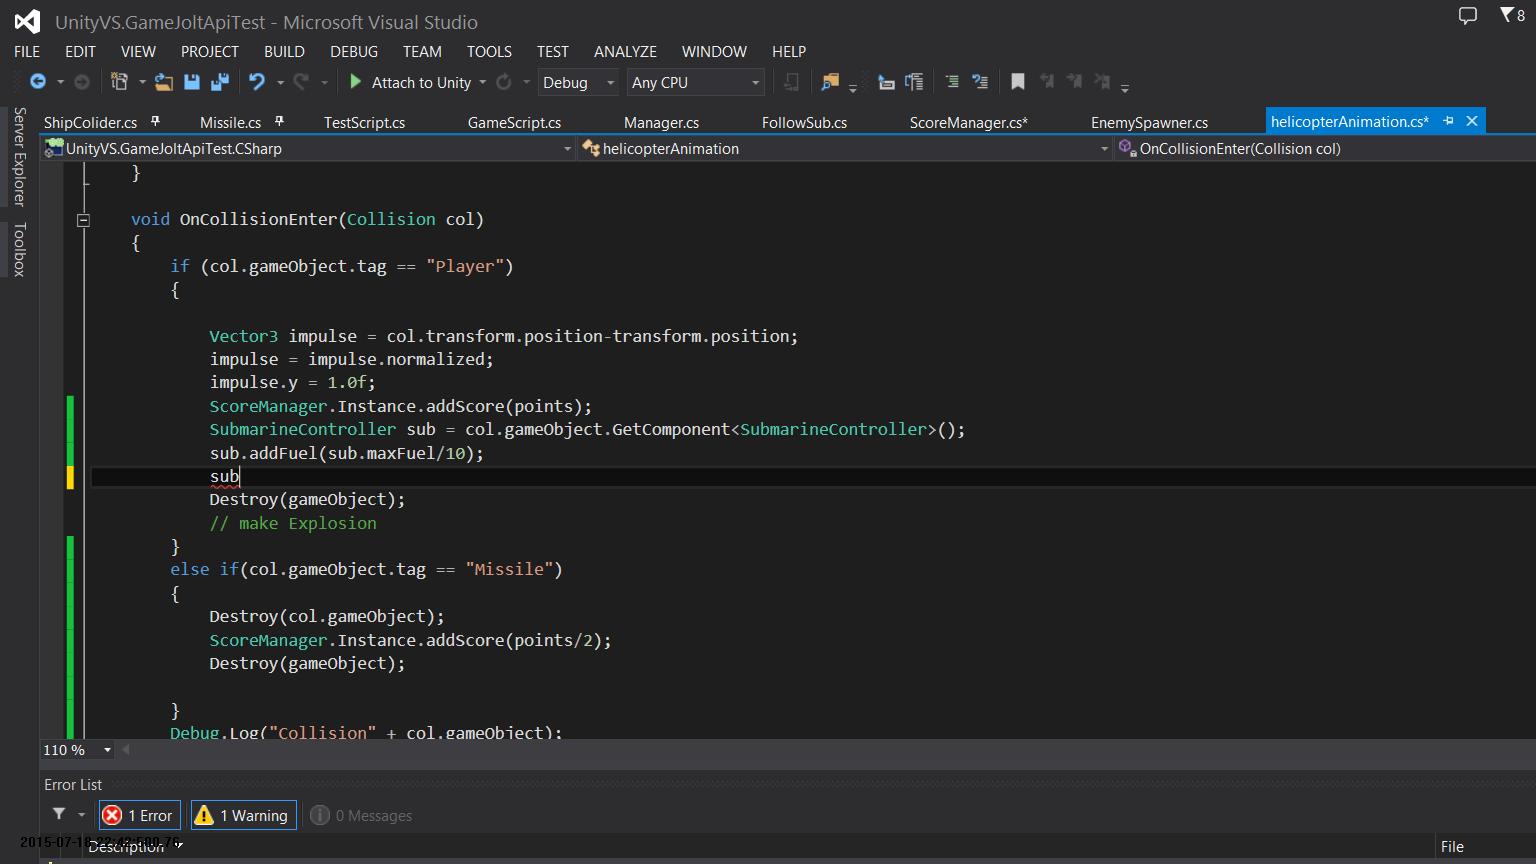 UnityVS.GameJoltApiTest - Microsoft Visual Studio
8
FILE EDIT VIEW PROJECT BUILD DEBUG TEAM TOOLS TEST ANALYZE WINDOW HELP
Attach to Unity Debug Any CPU
Server Explorer
Toolbox
ShipColider.cs Missile.cs TestScript.cs GameScript.cs Manager.cs FollowSub.cs ScoreManager.cs* EnemySpawner.cs helicopterAnimation.cs*
UnityVS.GameJoltApiTest.CSharp helicopterAnimation OnCollisionEnter(Collision col)
}
void OnCollisionEnter(Collision col)
{
if (col.gameObject.tag == "Player")
{
Vector3 impulse = col.transform.position-transform.position;
impulse = impulse.normalized;
impulse.y = 1.0f;
ScoreManager.Instance.addScore(points);
SubmarineController sub = col.gameObject.GetComponent<SubmarineController>();
sub.addFuel(sub.maxFuel/10);
sub
Destroy(gameObject);
// make Explosion
}
else if(col.gameObject.tag == "Missile")
{
Destroy(col.gameObject);
ScoreManager.Instance.addScore(points/2);
Destroy(gameObject);
}
Debug.Log("Collision" + col.gameObject);
110 %
Error List
1 Error 1 Warning 0 Messages
Description File